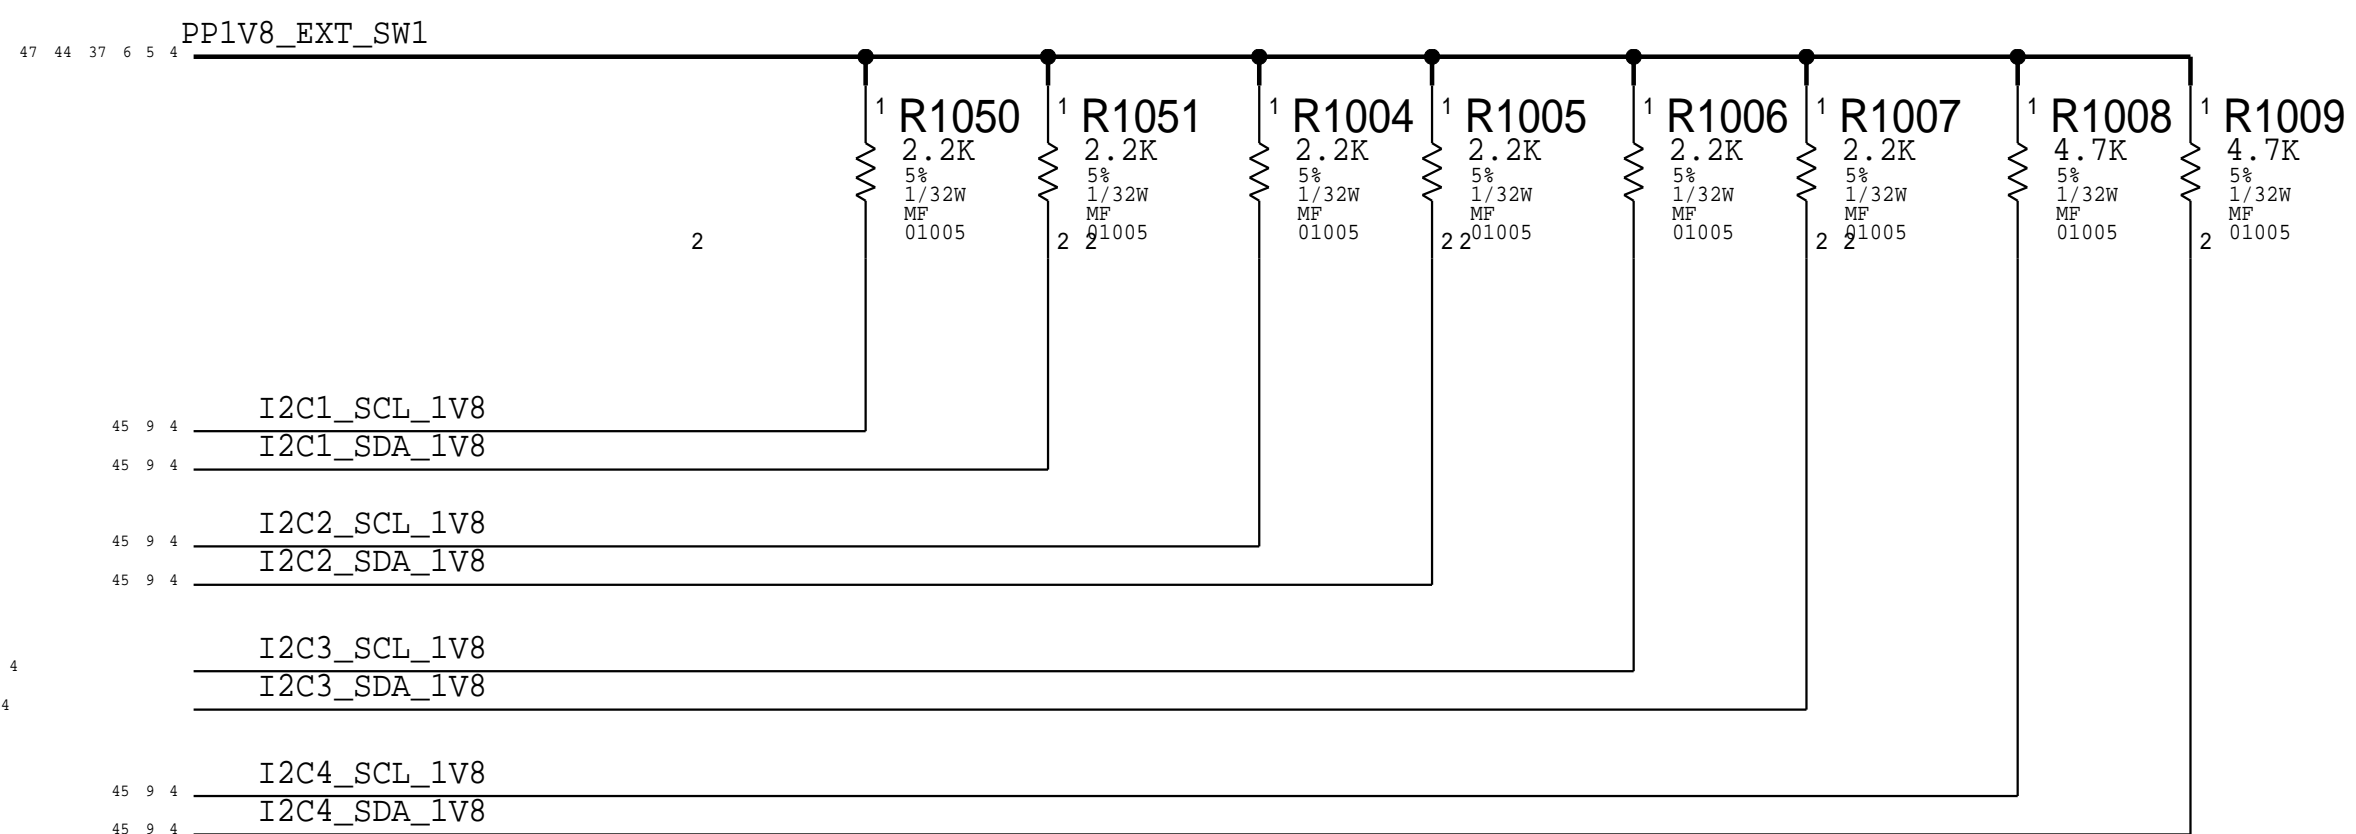 PP1V8_EXT_SW1
47 44 37 6 5 4
1 R1050 1 R1051 1 R1004 1 R1005 1 R1006 1 R1007 1 R1008 1 R1009
2.2K 2.2K 2.2K 2.2K 2.2K 2.2K 4.7K 4.7K
5% 5% 5% 5% 5% 5% 5% 5%
1/32W 1/32W 1/32W 1/32W 1/32W 1/32W 1/32W 1/32W
MF MF MF MF MF MF MF MF
2 01005 2 2 01005 01005 2 2 01005 01005 2 2 01005 01005 2 01005
I2C1_SCL_1V8
45 9 4
I2C1_SDA_1V8
45 9 4
I2C2_SCL_1V8
45 9 4
I2C2_SDA_1V8
45 9 4
I2C3_SCL_1V8
4
I2C3_SDA_1V8
4
I2C4_SCL_1V8
45 9 4
I2C4_SDA_1V8
45 9 4